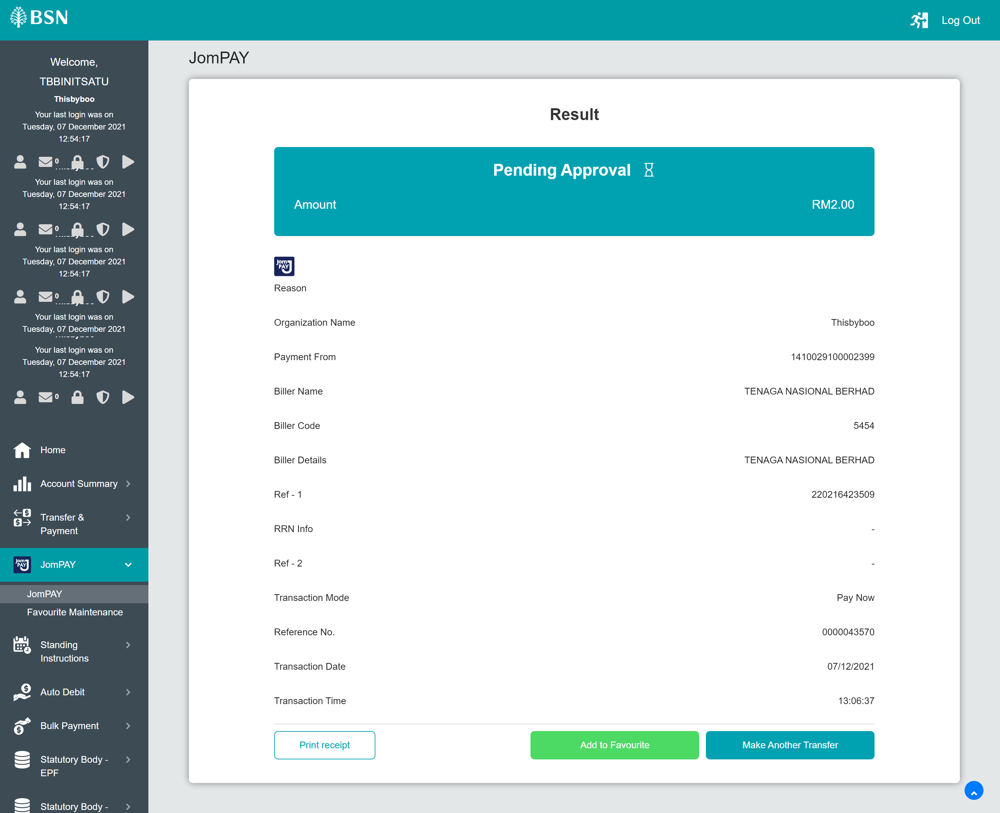 BSN
Log Out
Welcome,
TBBINITSATU
Thisbyboo
Your last login was on
Tuesday, 07 December 2021
12:54:17
0
Your last login was on
Tuesday, 07 December 2021
12:54:17
0
Your last login was on
Tuesday, 07 December 2021
12:54:17
0
Your last login was on
Tuesday, 07 December 2021
Your last login was on
Tuesday, 07 December 2021
12:54:17
0
Home
Account Summary
Transfer &
Payment
Jom
PAY
JomPAY
JomPAY
Favourite Maintenance
Standing
Instructions
Auto Debit
Bulk Payment
Statutory Body -
EPF
Statutory Body -
JomPAY
Result
Pending Approval
Amount RM2.00
Jom
PAY
Reason
Organization Name Thisbyboo
Payment From 1410029100002399
Biller Name TENAGA NASIONAL BERHAD
Biller Code 5454
Biller Details TENAGA NASIONAL BERHAD
Ref - 1 220216423509
RRN Info -
Ref - 2 -
Transaction Mode Pay Now
Reference No. 0000043570
Transaction Date 07/12/2021
Transaction Time 13:06:37
Print receipt Add to Favourite Make Another Transfer